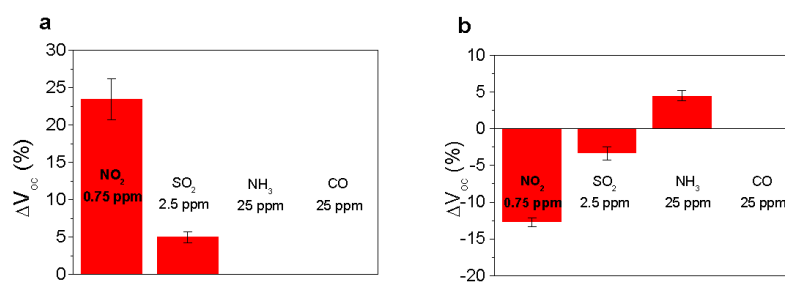 a
30
25
20
15
10
5
0
ΔV_oc (%)
NO₂
0.75 ppm
SO₂
2.5 ppm
NH₃
25 ppm
CO
25 ppm
b
10
5
0
-5
-10
-15
-20
ΔV_oc (%)
NO₂
0.75 ppm
SO₂
2.5 ppm
NH₃
25 ppm
CO
25 ppm